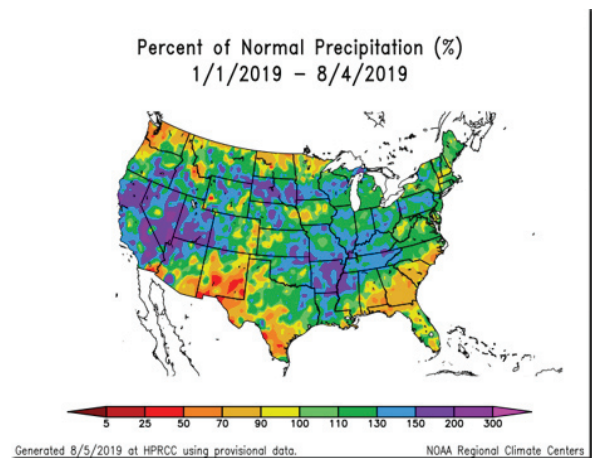 Percent of Normal Precipitation (%)
1/1/2019 – 8/4/2019
5 25 50 70 90 100 110 130 150 200 300
Generated 8/5/2019 at HPRCC using provisional data. NOAA Regional Climate Centers